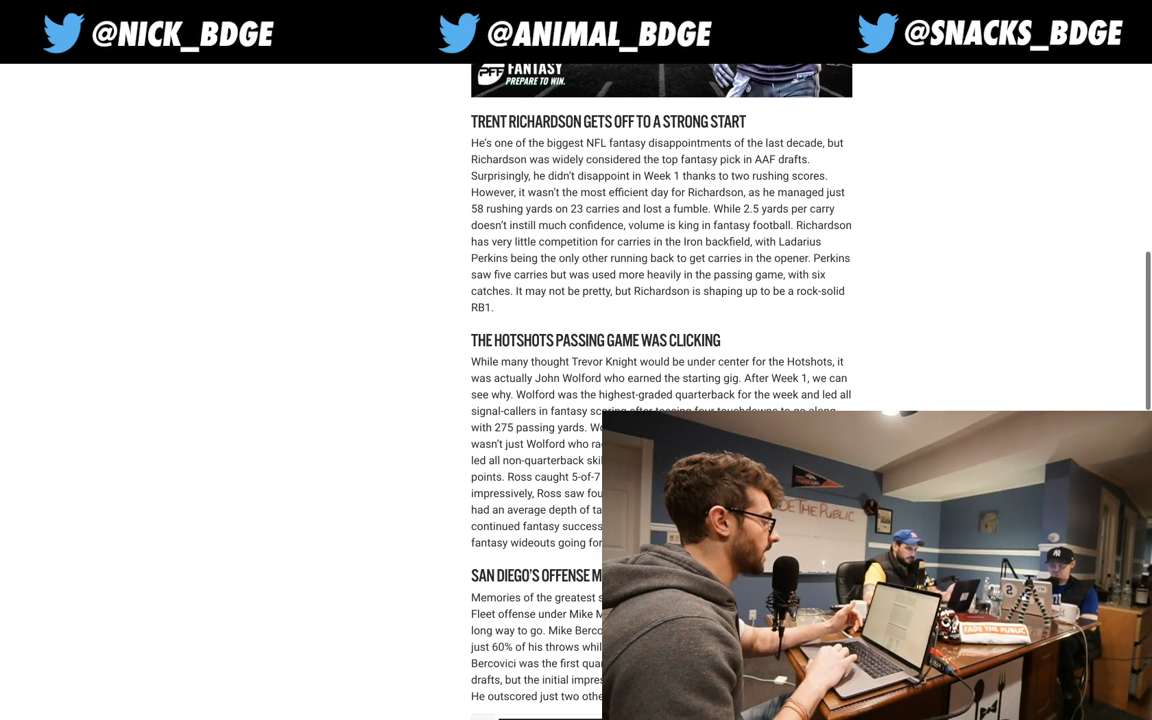 @NICK_BDGE @ANIMAL_BDGE @SNACKS_BDGE
PFF FANTASY
PREPARE TO WIN.
TRENT RICHARDSON GETS OFF TO A STRONG START
He's one of the biggest NFL fantasy disappointments of the last decade, but
Richardson was widely considered the top fantasy pick in AAF drafts.
Surprisingly, he didn't disappoint in Week 1 thanks to two rushing scores.
However, it wasn't the most efficient day for Richardson, as he managed just
58 rushing yards on 23 carries and lost a fumble. While 2.5 yards per carry
doesn't instill much confidence, volume is king in fantasy football. Richardson
has very little competition for carries in the Iron backfield, with Ladarius
Perkins being the only other running back to get carries in the opener. Perkins
saw five carries but was used more heavily in the passing game, with six
catches. It may not be pretty, but Richardson is shaping up to be a rock-solid
RB1.
THE HOTSHOTS PASSING GAME WAS CLICKING
While many thought Trevor Knight would be under center for the Hotshots, it
was actually John Wolford who earned the starting gig. After Week 1, we can
see why. Wolford was the highest-graded quarterback for the week and led all
signal-callers in fantasy scoring after tossing four touchdowns to go along
with 275 passing yards.
wasn't just Wolford who
led all non-quarterback
points. Ross caught 5-of-7
impressively, Ross saw
had an average depth of
continued fantasy success
fantasy wideouts going
SAN DIEGO'S OFFENSE
Memories of the greatest
Fleet offense under Mike
long way to go. Mike
just 60% of his throws
Bercovici was the first
drafts, but the initial
He outscored just two
FADE THE PUBLIC
FADE THE PUBLIC